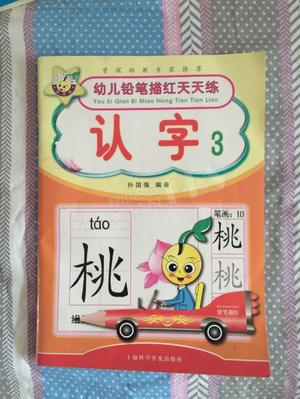 资深幼教专家推荐
幼儿铅笔描红天天练
You Er Qian Bi Miao Hong Tian Tian Lian
认字 3
孙国强 编著
táo
笔画：10
桃
桃
桃
铅笔描红
上海科学普及出版社